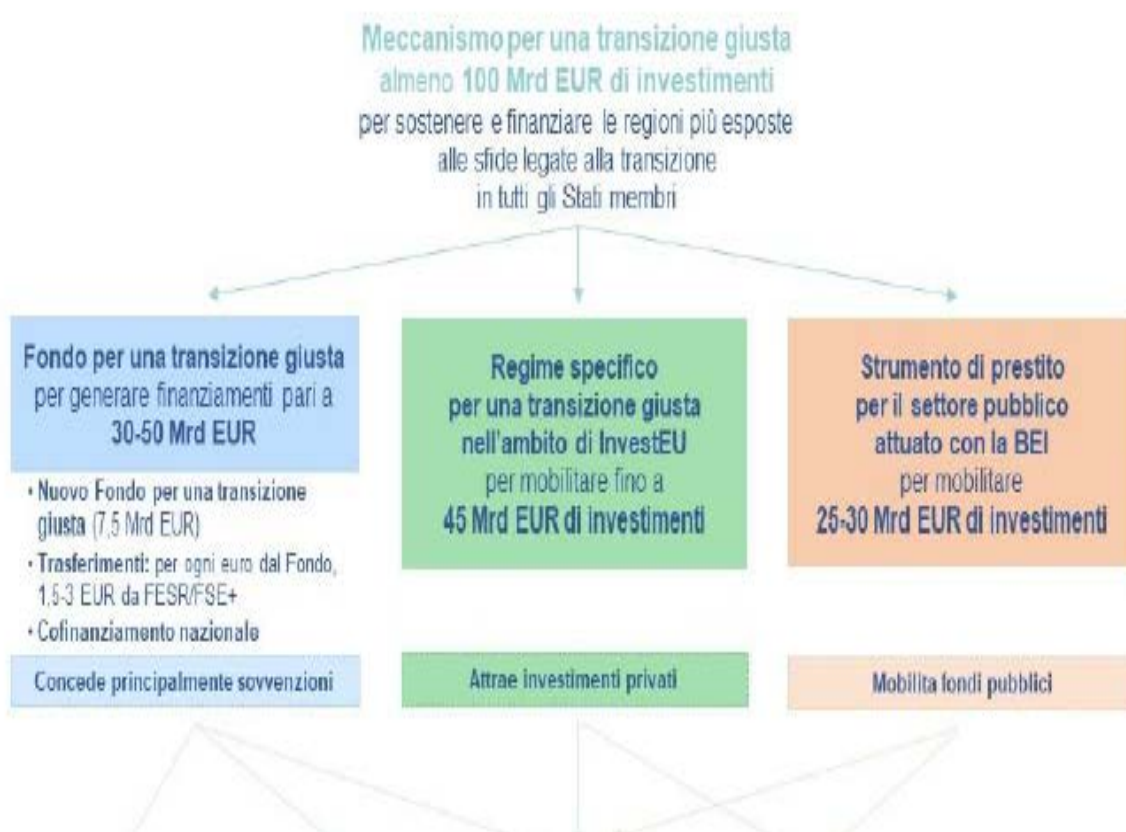 Meccanismo per una transizione giusta
almeno 100 Mrd EUR di investimenti
per sostenere e finanziare le regioni più esposte
alle sfide legate alla transizione
in tutti gli Stati membri
Fondo per una transizione giusta
per generare finanziamenti pari a
30-50 Mrd EUR
• Nuovo Fondo per una transizione
giusta (7,5 Mrd EUR)
• Trasferimenti: per ogni euro dal Fondo,
1,5-3 EUR da FESR/FSE+
• Cofinanziamento nazionale
Concede principalmente sovvenzioni
Regime specifico
per una transizione giusta
nell'ambito di InvestEU
per mobilitare fino a
45 Mrd EUR di investimenti
Attrae investimenti privati
Strumento di prestito
per il settore pubblico
attuato con la BEI
per mobilitare
25-30 Mrd EUR di investimenti
Mobilita fondi pubblici